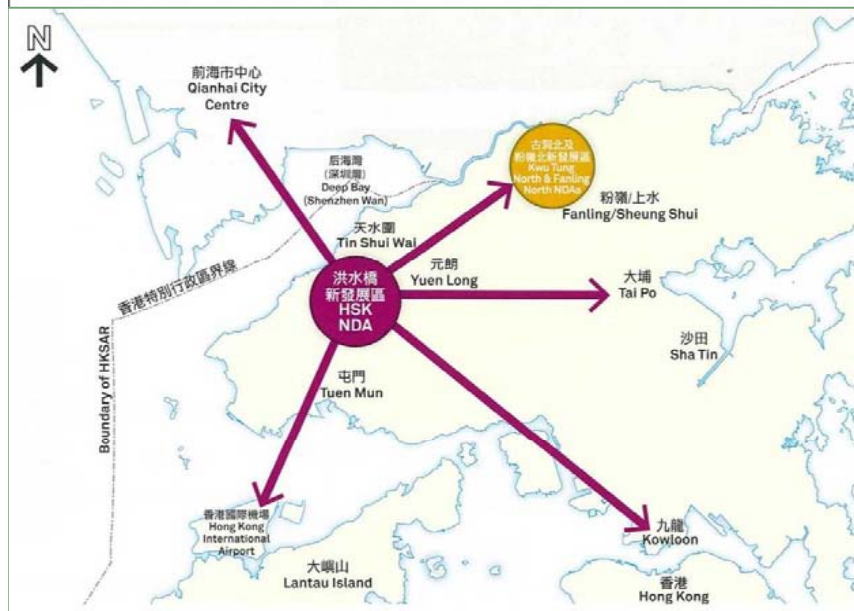 N
前海市中心
Qianhai City
Centre
后海灣
(深圳灣)
Deep Bay
(Shenzhen Wan)
古洞北及
粉嶺北新發展區
Kwu Tung
North & Fanling
North NDAs
粉嶺/上水
Fanling/Sheung Shui
天水圍
Tin Shui Wai
元朗
Yuen Long
洪水橋
新發展區
HSK
NDA
大埔
Tai Po
香港特別行政區界線
Boundary of HKSAR
沙田
Sha Tin
屯門
Tuen Mun
香港國際機場
Hong Kong
International
Airport
大嶼山
Lantau Island
九龍
Kowloon
香港
Hong Kong